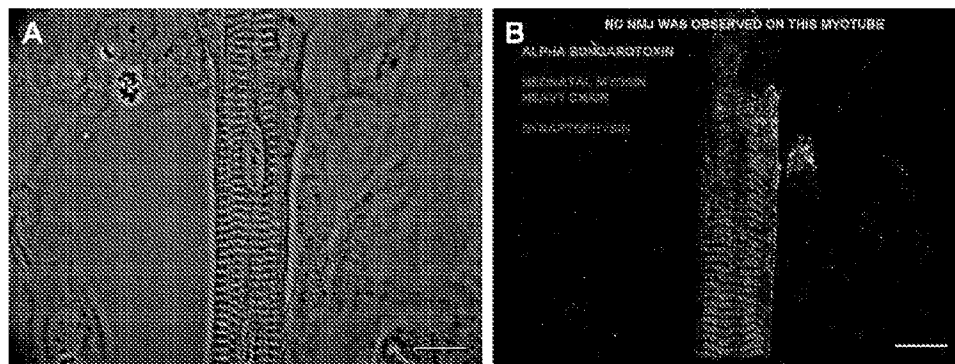 A
B
NO NMJ WAS OBSERVED ON THIS MYOTUBE
ALPHA BUNGAROTOXIN
NEONATAL MYOSIN
HEAVY CHAIN
SYNAPTOPHYSIN